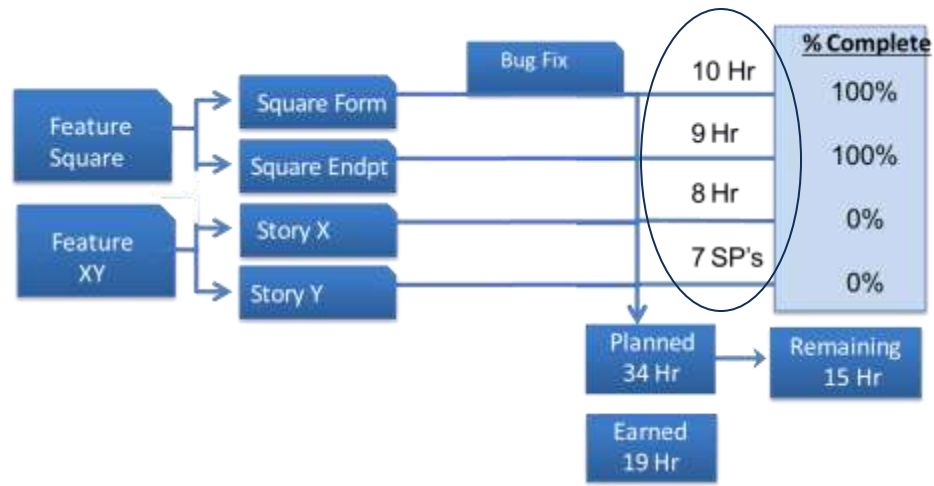 Feature
Square
Feature
XY
Square Form
Square Endpt
Story X
Story Y
Bug Fix
10 Hr
9 Hr
8 Hr
7 SP's
% Complete
100%
100%
0%
0%
Planned
34 Hr
Remaining
15 Hr
Earned
19 Hr